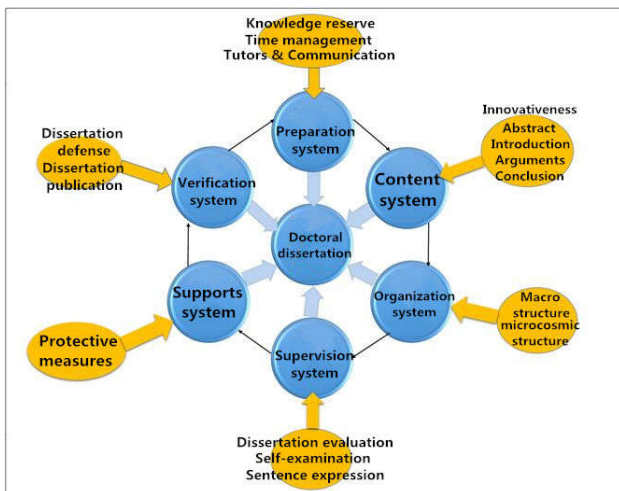 Knowledge reserve
Time management
Tutors & Communication
Preparation
system
Innovativeness
Abstract
Introduction
Arguments
Conclusion
Content
system
Dissertation
defense
Dissertation
publication
Verification
system
Doctoral
dissertation
Supports
system
Organization
system
Macro
structure
microcosmic
structure
Protective
measures
Supervision
system
Dissertation evaluation
Self-examination
Sentence expression